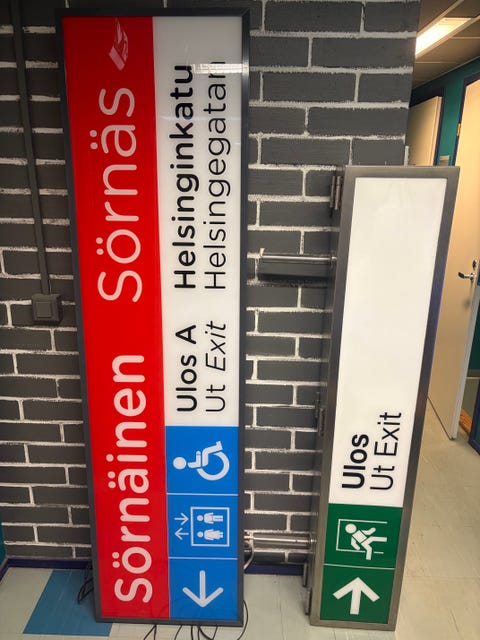 Sörnäinen Sörnäs
Ulos A Helsinginkatu
Ut Exit Helsingegatan
Ulos
Ut Exit